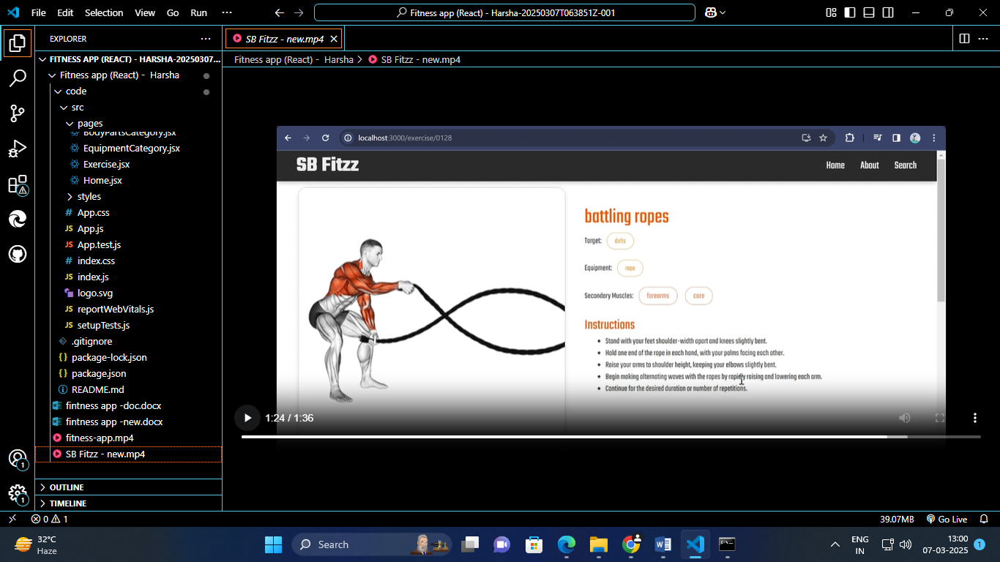 File Edit Selection View Go Run ··· Fitness app (React) - Harsha-20250307T063851Z-001
EXPLORER
FITNESS APP (REACT) - HARSHA-20250307...
Fitness app (React) - Harsha
code
src
pages
BodyPartsCategory.jsx
EquipmentCategory.jsx
Exercise.jsx
Home.jsx
styles
# App.css
JS App.js
JS App.test.js
# index.css
JS index.js
logo.svg
JS reportWebVitals.js
JS setupTests.js
.gitignore
{} package-lock.json
{} package.json
README.md
fintness app -doc.docx
fintness app -new.docx
fitness-app.mp4
SB Fitzz - new.mp4
OUTLINE
TIMELINE
1
1
SB Fitzz - new.mp4
Fitness app (React) - Harsha > SB Fitzz - new.mp4
localhost:3000/exercise/0128
SB Fitzz Home About Search
battling ropes
Target: delts
Equipment: rope
Secondary Muscles: forearms core
Instructions
• Stand with your feet shoulder-width apart and knees slightly bent.
• Hold one end of the rope in each hand, with your palms facing each other.
• Raise your arms to shoulder height, keeping your elbows slightly bent.
• Begin making alternating waves with the ropes by rapidly raising and lowering each arm.
• Continue for the desired duration or number of repetitions.
1:24 / 1:36
0 1 39.07MB Go Live
32°C
Haze
Search
ENG
IN
13:00
07-03-2025
1